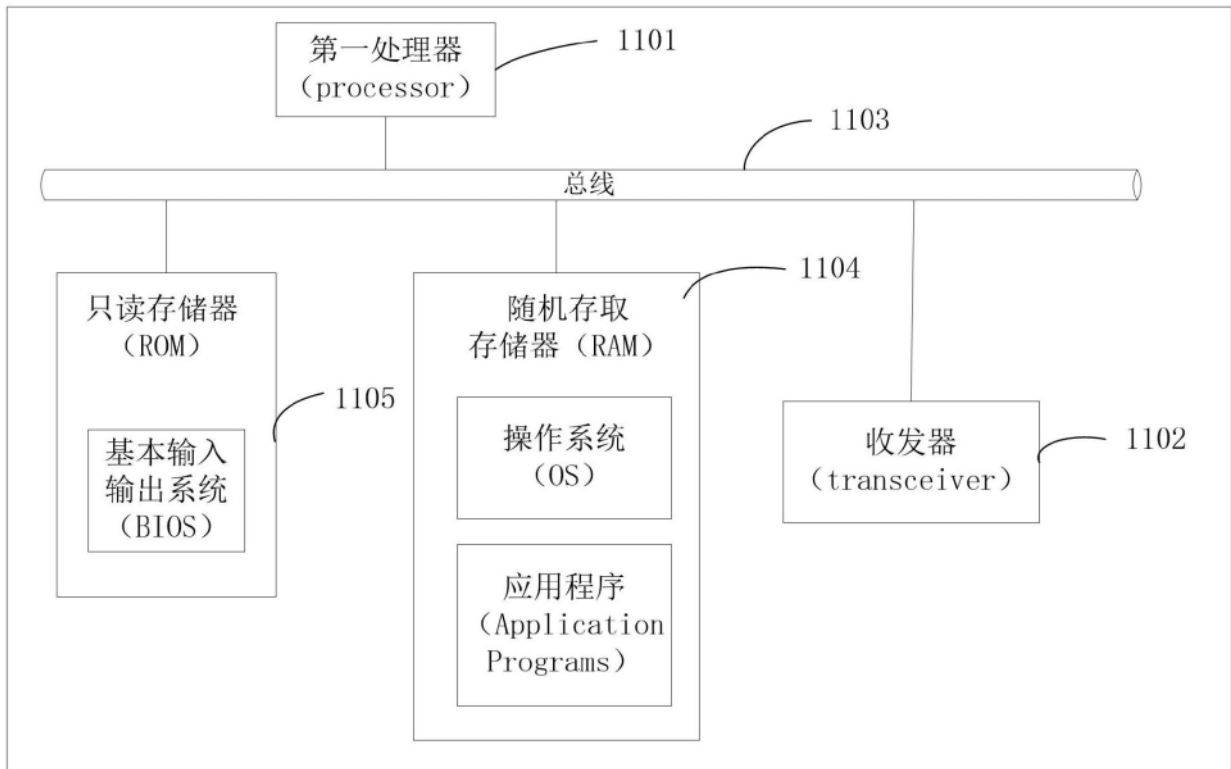 第一处理器
（processor）
1101
1103
总线
只读存储器
（ROM）
1105
基本输入
输出系统
（BIOS）
随机存取
存储器（RAM）
1104
操作系统
（OS）
应用程序
（Application
Programs）
收发器
（transceiver）
1102